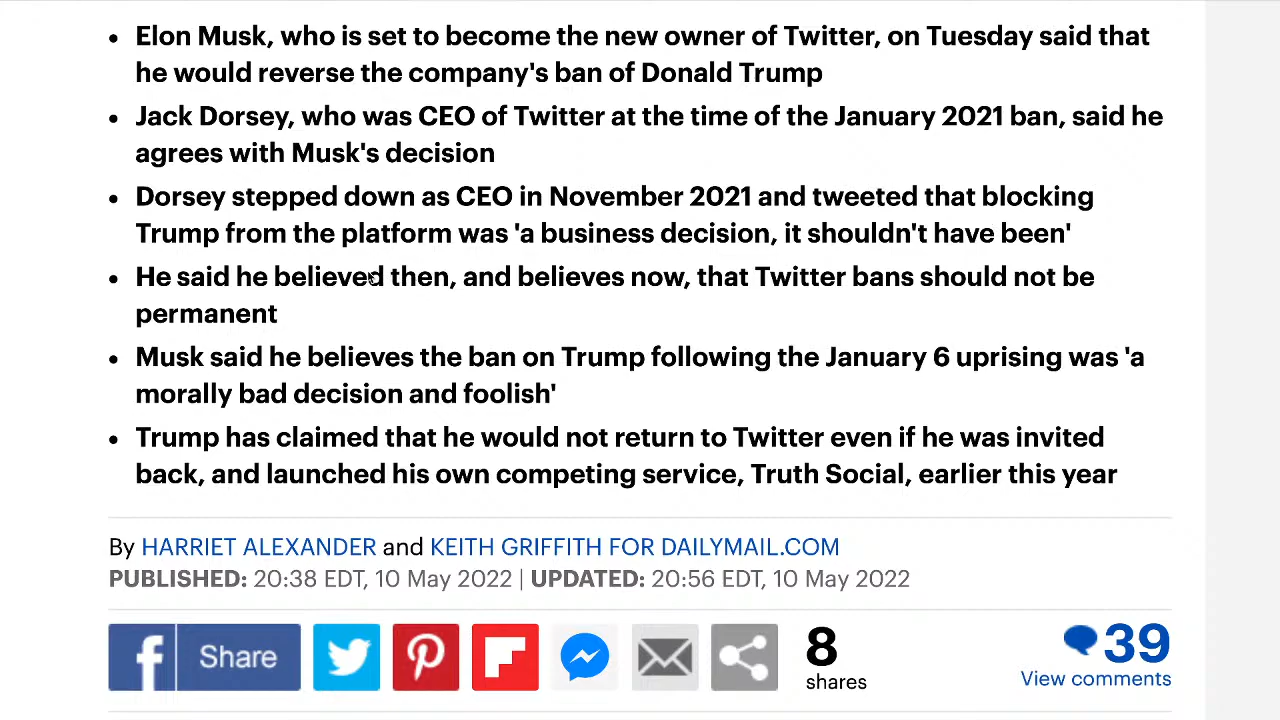 • Elon Musk, who is set to become the new owner of Twitter, on Tuesday said that
he would reverse the company's ban of Donald Trump
• Jack Dorsey, who was CEO of Twitter at the time of the January 2021 ban, said he
agrees with Musk's decision
• Dorsey stepped down as CEO in November 2021 and tweeted that blocking
Trump from the platform was 'a business decision, it shouldn't have been'
• He said he believed then, and believes now, that Twitter bans should not be
permanent
• Musk said he believes the ban on Trump following the January 6 uprising was 'a
morally bad decision and foolish'
• Trump has claimed that he would not return to Twitter even if he was invited
back, and launched his own competing service, Truth Social, earlier this year
By HARRIET ALEXANDER and KEITH GRIFFITH FOR DAILYMAIL.COM
PUBLISHED: 20:38 EDT, 10 May 2022 | UPDATED: 20:56 EDT, 10 May 2022
f Share
8
shares
39
View comments